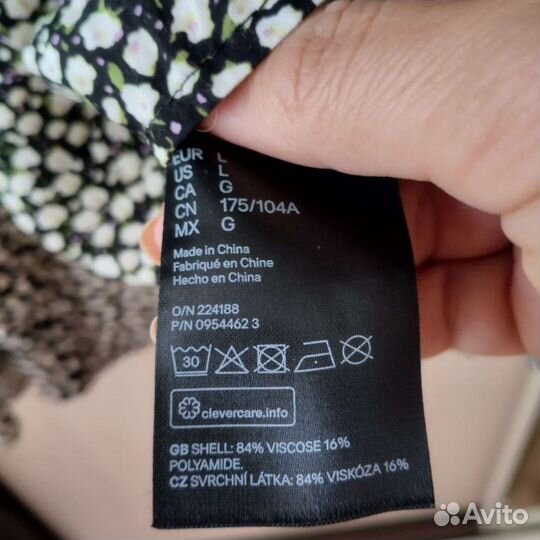 EUR L
US L
CA G
CN 175/104A
MX G
Made in China
Fabriqué en Chine
Hecho en China
O/N 224188
P/N 0954462 3
30
clevercare.info
GB SHELL: 84% VISCOSE 16%
POLYAMIDE.
CZ SVRCHNÍ LÁTKA: 84% VISKÓZA 16%
Avito